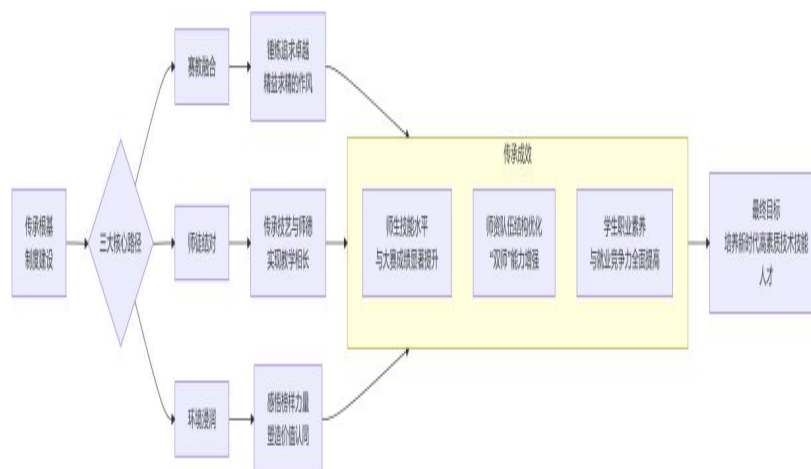 传承根基
制度建设
三大核心路径
赛教融合
锤炼追求卓越
精益求精的作风
师徒结对
传承技艺与师德
实现教学相长
环境浸润
感悟榜样力量
塑造价值认同
传承成效
师生技能水平
与大赛成绩显著提升
师资队伍结构优化
“双师”能力增强
学生职业素养
与就业竞争力全面提高
最终目标
培养新时代高素质技术技能
人才